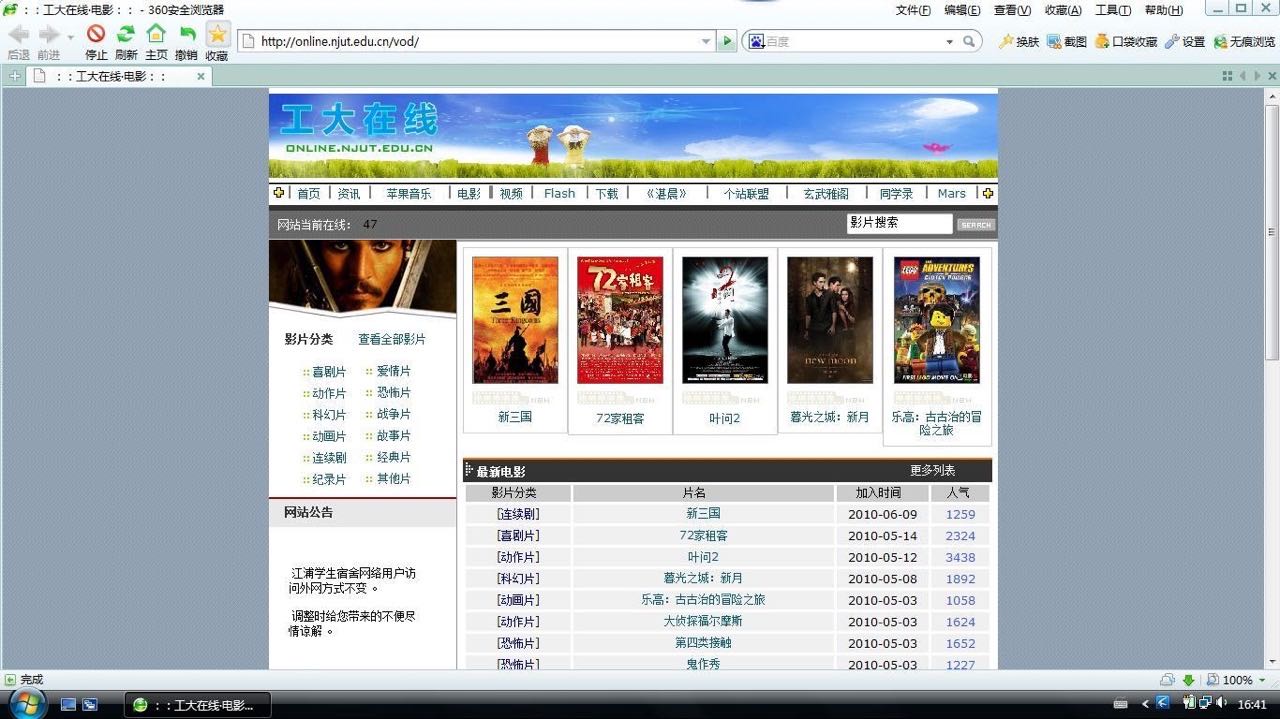 ：：工大在线·电影：： - 360安全浏览器
文件(F) 编辑(E) 查看(V) 收藏(A) 工具(T) 帮助(H)
后退 前进 停止 刷新 主页 撤销 收藏
http://online.njut.edu.cn/vod/
百度
换肤 截图 口袋收藏 设置 无痕浏览
：：工大在线·电影：：
工大在线
ONLINE.NJUT.EDU.CN
首页 资讯 苹果音乐 电影 视频 Flash 下载 《湛晨》 个站联盟 玄武雅阁 同学录 Mars
网站当前在线： 47
影片搜索 SEARCH
影片分类 查看全部影片
喜剧片 爱情片
动作片 恐怖片
科幻片 战争片
动画片 故事片
连续剧 经典片
纪录片 其他片
网站公告
江浦学生宿舍网络用户访
问外网方式不变 。
调整时给您带来的不便尽
情谅解 。
三國
Three Kingdoms
72家租客
2
new moon
LEGO ADVENTURES
CLUTCH POWERS
NEW NEW NEW NEW NEW
新三国
72家租客
叶问2
暮光之城：新月
乐高：古古治的冒
险之旅
最新电影 更多列表
影片分类 片名 加入时间 人气
[连续剧] 新三国 2010-06-09 1259
[喜剧片] 72家租客 2010-05-14 2324
[动作片] 叶问2 2010-05-12 3438
[科幻片] 暮光之城：新月 2010-05-08 1892
[动画片] 乐高：古古治的冒险之旅 2010-05-03 1058
[动作片] 大侦探福尔摩斯 2010-05-03 1624
[恐怖片] 第四类接触 2010-05-03 1652
[恐怖片] 鬼作秀 2010-05-03 1227
完成
100%
：：工大在线·电影...
16:41